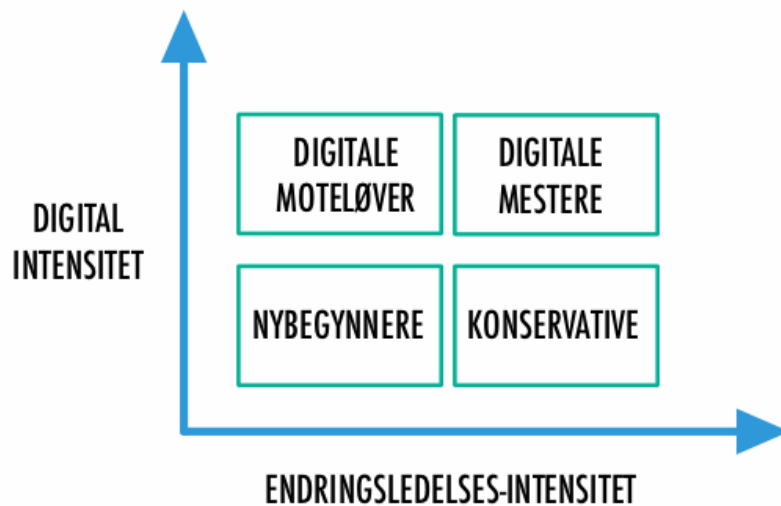 DIGITALE
MOTELØVER
DIGITALE
MESTERE
DIGITAL
INTENSITET
NYBEGYNNERE
KONSERVATIVE
ENDRINGSLEDELSES-INTENSITET